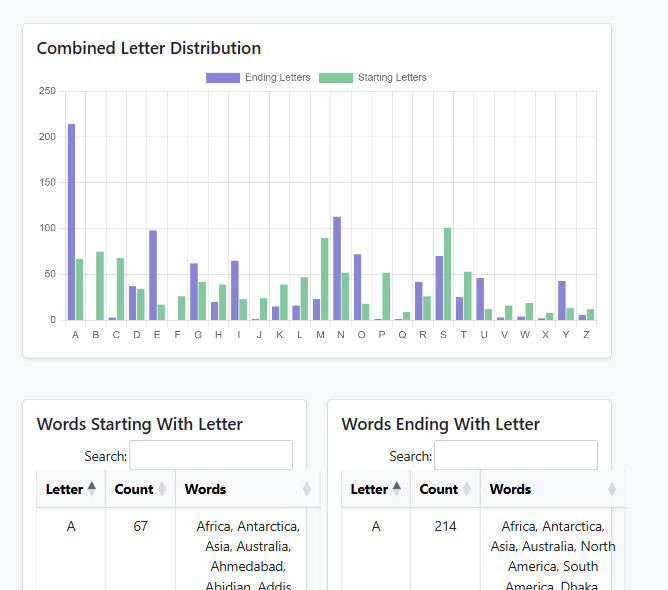 Combined Letter Distribution
Ending Letters Starting Letters
250
200
150
100
50
0
A B C D E F G H I J K L M N O P Q R S T U V W X Y Z
Words Starting With Letter
Search:
Letter Count Words
A 67 Africa, Antarctica,
Asia, Australia,
Ahmedabad,
Abidjan, Addis
Words Ending With Letter
Search:
Letter Count Words
A 214 Africa, Antarctica,
Asia, Australia, North
America, South
America, Dhaka